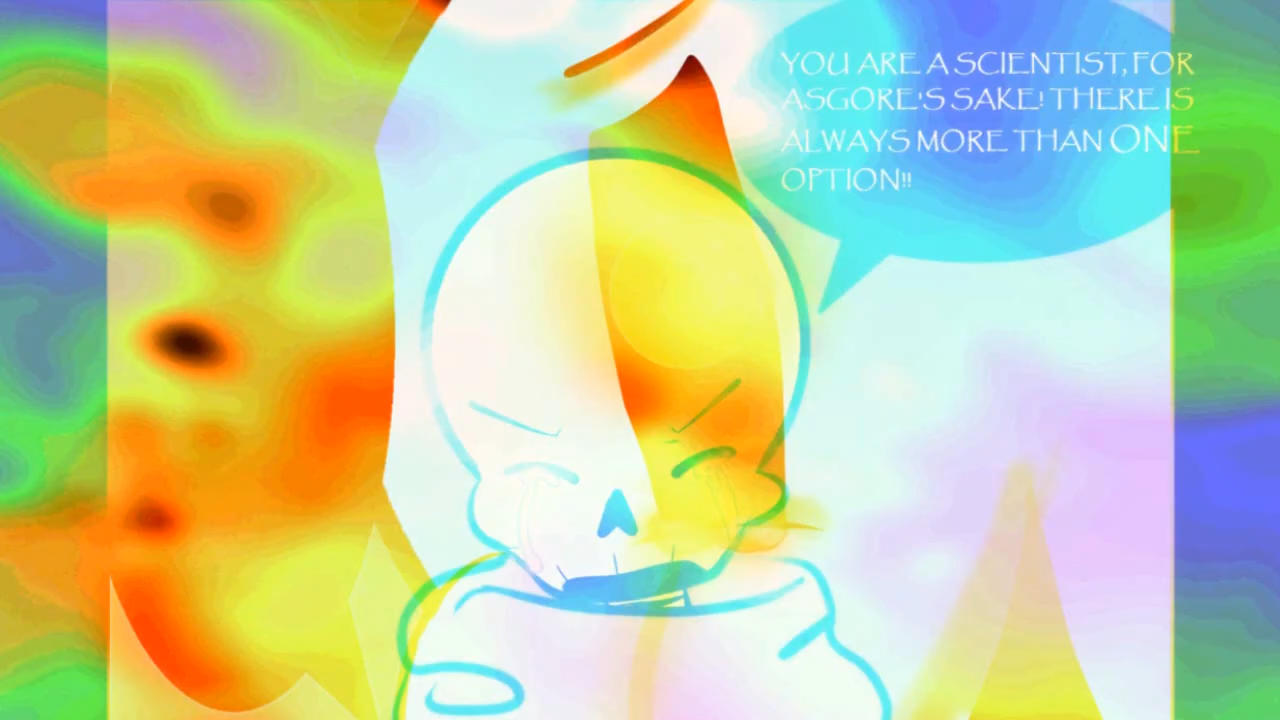 YOU ARE A SCIENTIST, FOR
ASGORE'S SAKE! THERE IS
ALWAYS MORE THAN ONE
OPTION!!